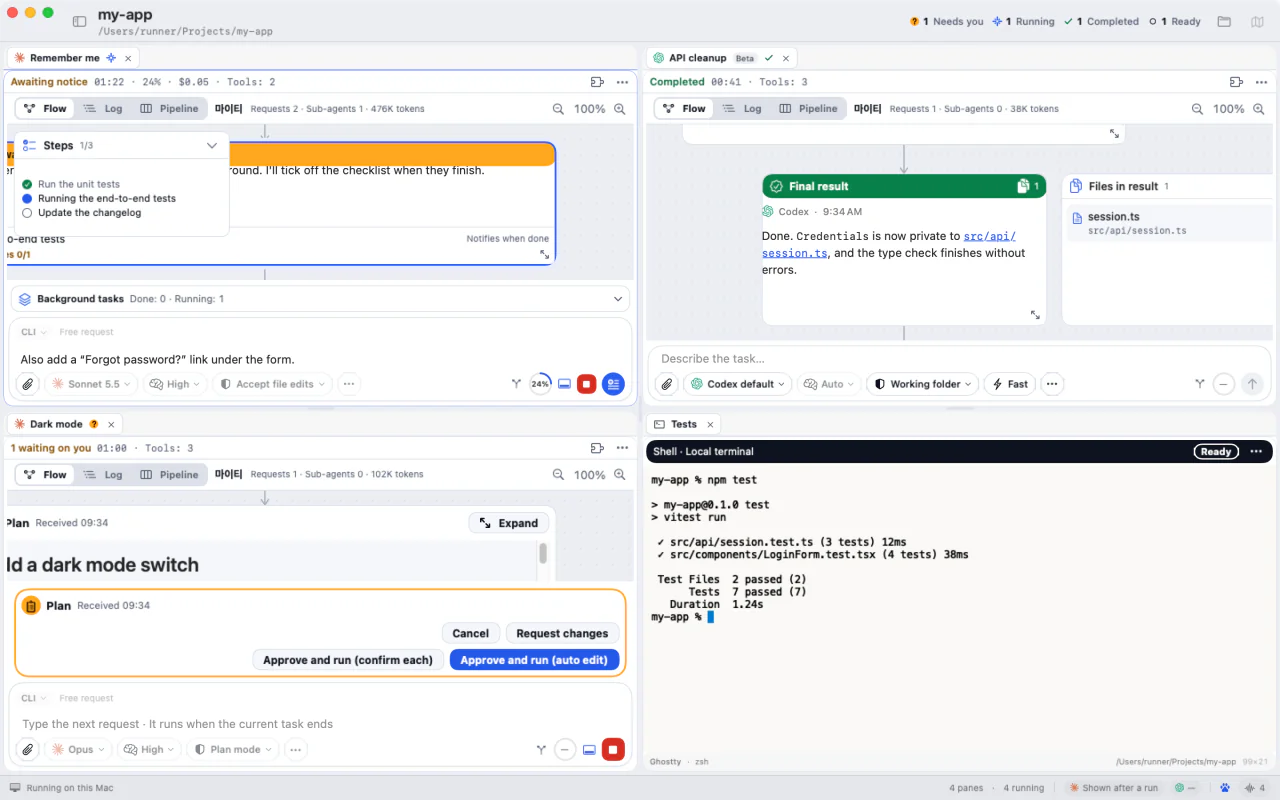 my-app
/Users/runner/Projects/my-app
1 Needs you 1 Running 1 Completed 1 Ready
Remember me
Awaiting notice 01:22 · 24% · $0.05 · Tools: 2
Flow Log Pipeline 마이티 Requests 2 · Sub-agents 1 · 476K tokens 100%
Steps 1/3
Run the unit tests
Running the end-to-end tests
Update the changelog
round. I'll tick off the checklist when they finish.
o-end tests Notifies when done
es 0/1
Background tasks Done: 0 · Running: 1
CLI Free request
Also add a “Forgot password?” link under the form.
Sonnet 5.5 High Accept file edits 24%
API cleanup Beta
Completed 00:41 · Tools: 3
Flow Log Pipeline 마이티 Requests 1 · Sub-agents 0 · 38K tokens 100%
Final result 1
Codex · 9:34 AM
Done. Credentials is now private to src/api/
session.ts, and the type check finishes without
errors.
Files in result 1
session.ts
src/api/session.ts
Describe the task...
Codex default Auto Working folder Fast
Dark mode
1 waiting on you 01:00 · Tools: 3
Flow Log Pipeline 마이티 Requests 1 · Sub-agents 0 · 102K tokens 100%
Plan Received 09:34 Expand
ld a dark mode switch
Plan Received 09:34
Cancel Request changes
Approve and run (confirm each) Approve and run (auto edit)
CLI Free request
Type the next request · It runs when the current task ends
Opus High Plan mode
Tests
Shell · Local terminal Ready
my-app % npm test
> my-app@0.1.0 test
> vitest run
✓ src/api/session.test.ts (3 tests) 12ms
✓ src/components/LoginForm.test.tsx (4 tests) 38ms
Test Files 2 passed (2)
Tests 7 passed (7)
Duration 1.24s
my-app %
Ghostty · zsh /Users/runner/Projects/my-app 99×21
Running on this Mac 4 panes · 4 running Shown after a run — 4